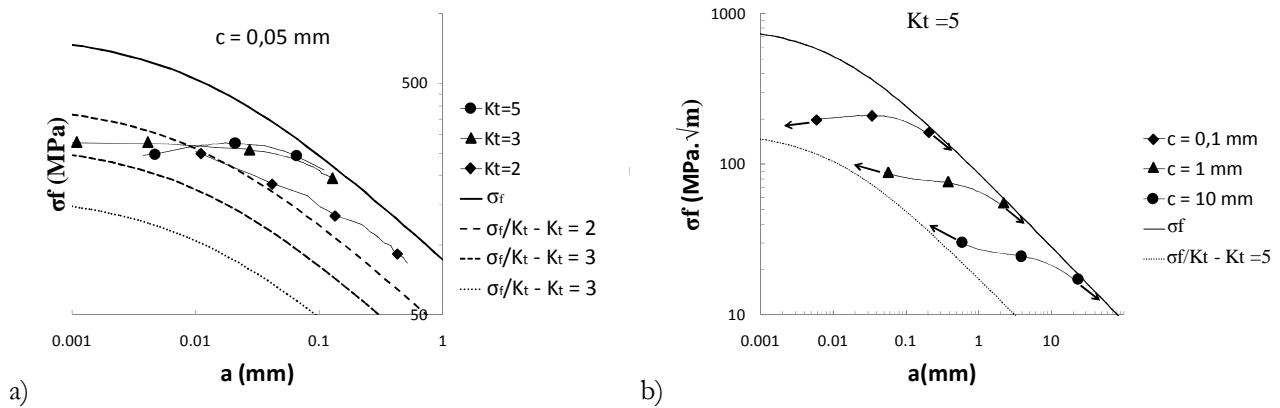 c = 0,05 mm
500
50
σf (MPa)
0.001
0.01
0.1
1
a (mm)
Kt=5
Kt=3
Kt=2
σf
σf/Kt - Kt = 2
σf/Kt - Kt = 3
σf/Kt - Kt = 3
a)
Kt =5
1000
100
10
σf (MPa. √m)
0.001
0.01
0.1
1
10
a(mm)
c = 0,1 mm
c = 1 mm
c = 10 mm
σf
σf/Kt - Kt =5
b)